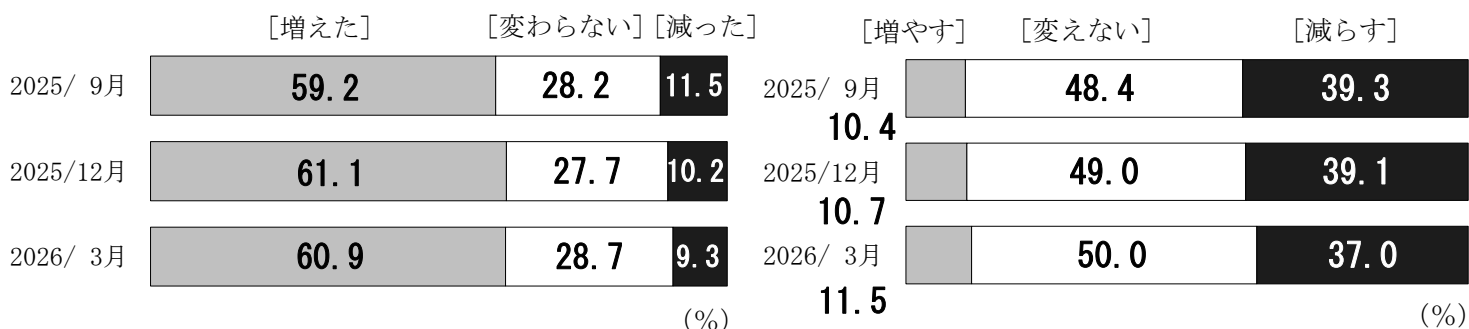 [増えた] [変わらない] [減った]
2025/ 9月 59.2 28.2 11.5
2025/12月 61.1 27.7 10.2
2026/ 3月 60.9 28.7 9.3
(%)
[増やす] [変えない] [減らす]
2025/ 9月 10.4 48.4 39.3
2025/12月 10.7 49.0 39.1
2026/ 3月 11.5 50.0 37.0
(%)